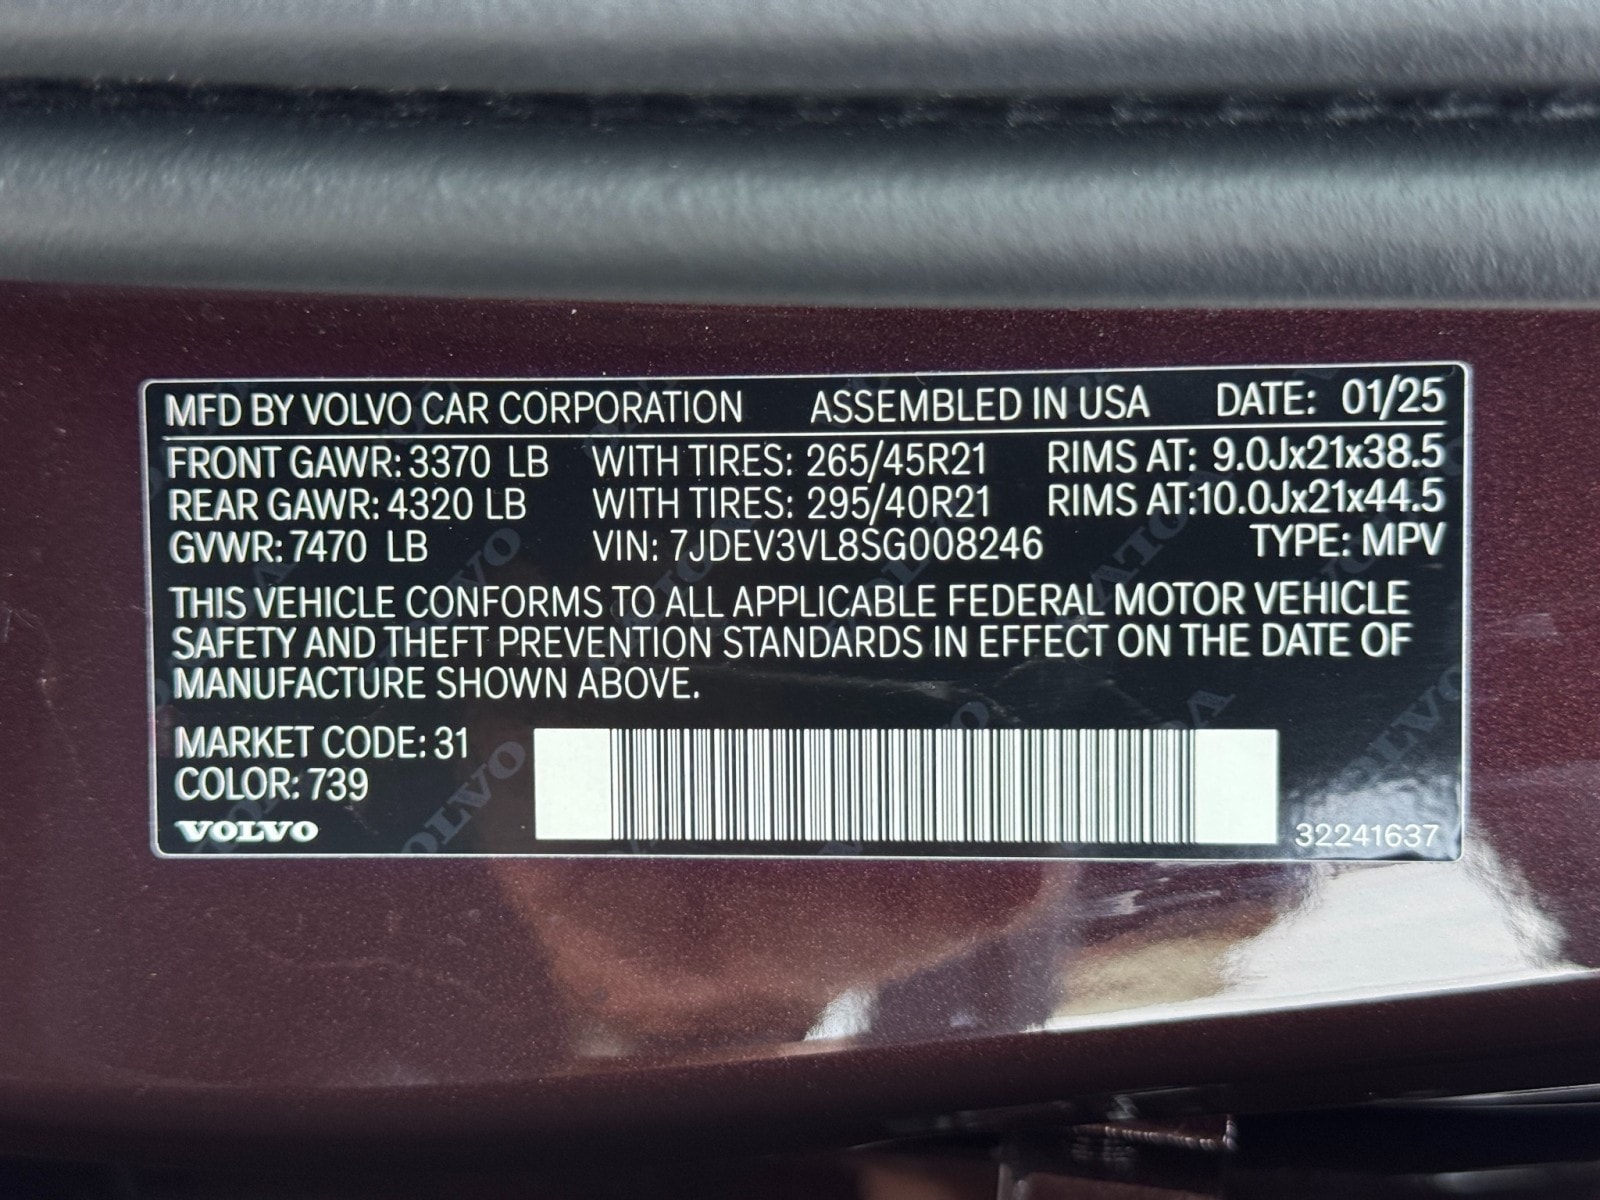 MFD BY VOLVO CAR CORPORATION ASSEMBLED IN USA DATE: 01/25
FRONT GAWR: 3370 LB WITH TIRES: 265/45R21 RIMS AT: 9.0Jx21x38.5
REAR GAWR: 4320 LB WITH TIRES: 295/40R21 RIMS AT:10.0Jx21x44.5
GVWR: 7470 LB VIN: 7JDEV3VL8SG008246 TYPE: MPV
THIS VEHICLE CONFORMS TO ALL APPLICABLE FEDERAL MOTOR VEHICLE
SAFETY AND THEFT PREVENTION STANDARDS IN EFFECT ON THE DATE OF
MANUFACTURE SHOWN ABOVE.
MARKET CODE: 31
COLOR: 739
VOLVO
32241637